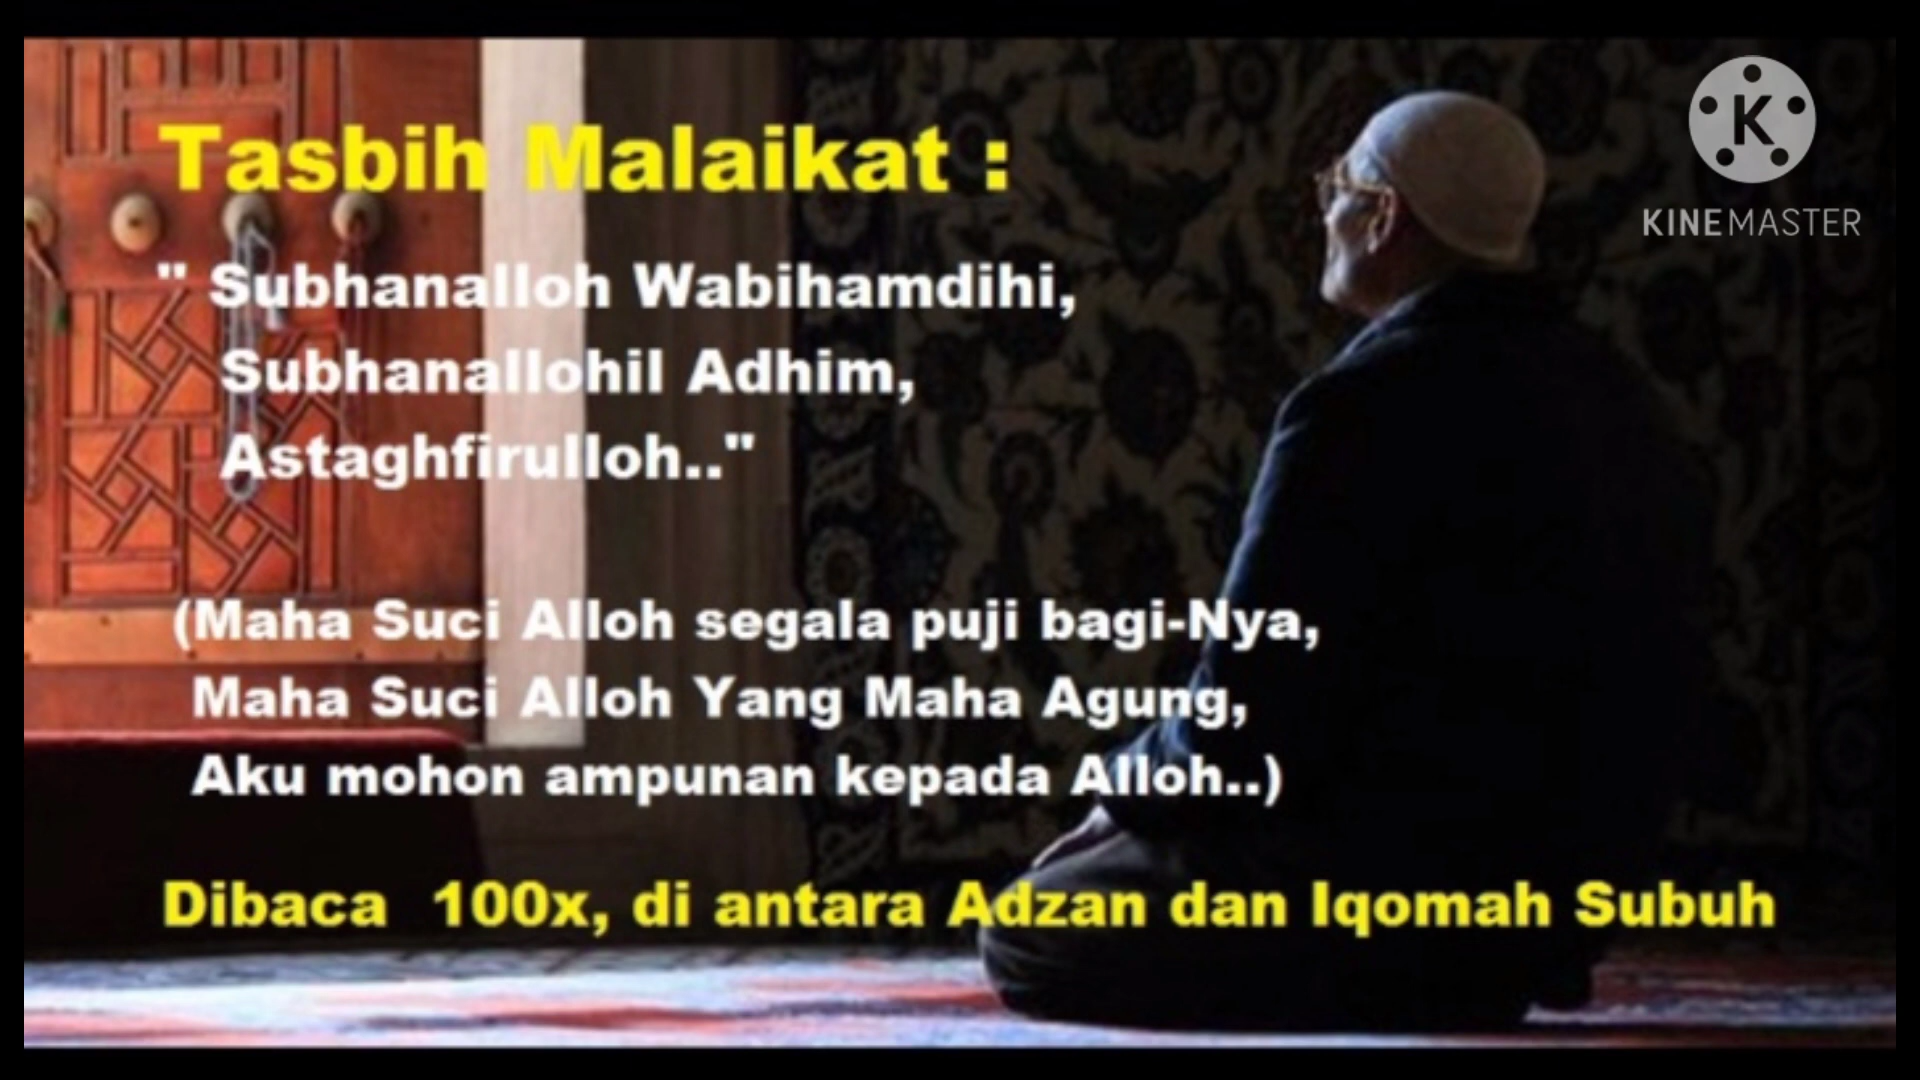 Tasbih Malaikat :
" Subhanalloh Wabihamdihi,
Subhanallohil Adhim,
Astaghfirulloh.."
(Maha Suci Alloh segala puji bagi-Nya,
Maha Suci Alloh Yang Maha Agung,
Aku mohon ampunan kepada Alloh..)
Dibaca 100x, di antara Adzan dan Iqomah Subuh
K
KINEMASTER